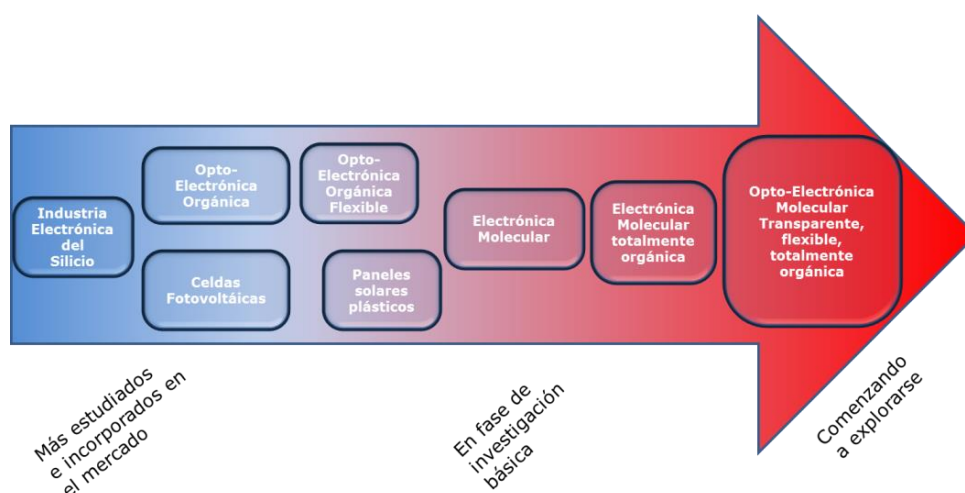 Industria
Electrónica
del
Silicio
Opto-
Electrónica
Orgánica
Celdas
Fotovoltáicas
Opto-
Electrónica
Orgánica
Flexible
Paneles
solares
plásticos
Electrónica
Molecular
Electrónica
Molecular
totalmente
orgánica
Opto-Electrónica
Molecular
Transparente,
flexible,
totalmente
orgánica
Más estudiados
e incorporados en
el mercado
En fase de
investigación
básica
Comenzando
a explorarse